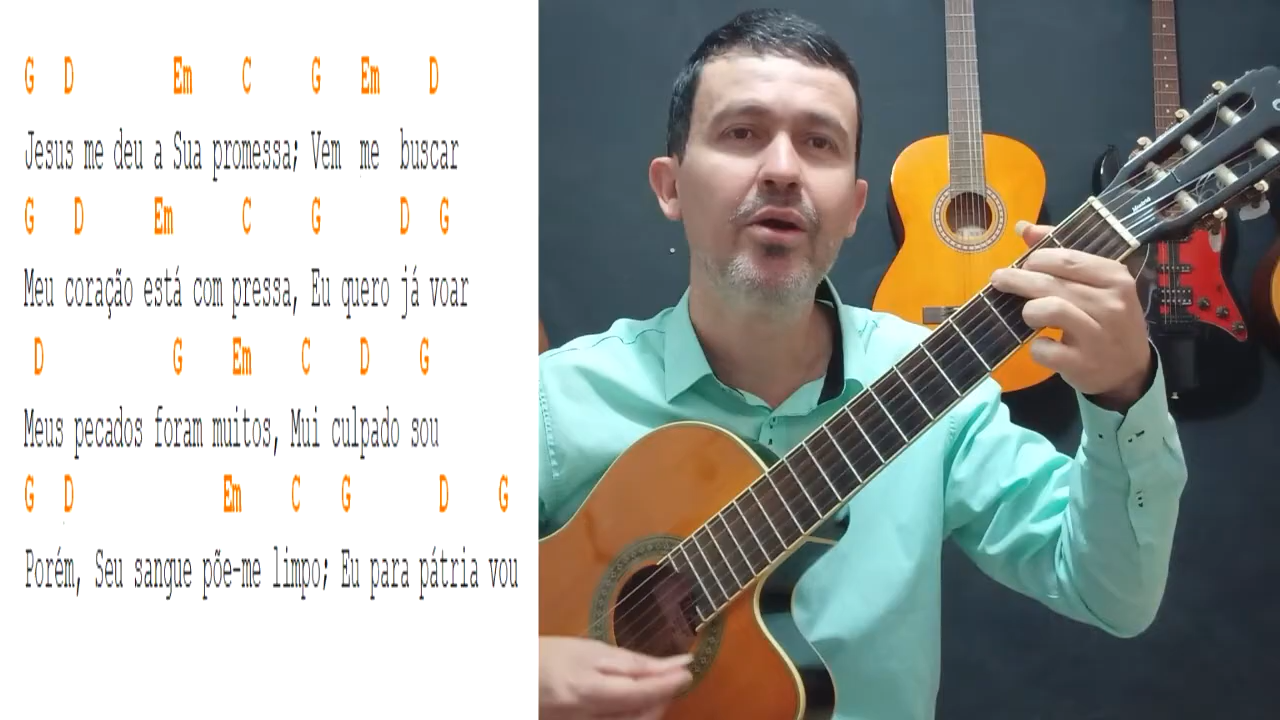 G D Em C G Em D
Jesus me deu a Sua promessa; Vem me buscar
G D Em C G D G
Meu coração está com pressa, Eu quero já voar
D G Em C D G
Meus pecados foram muitos, Mui culpado sou
G D Em C G D G
Porém, Seu sangue põe-me limpo; Eu para pátria vou